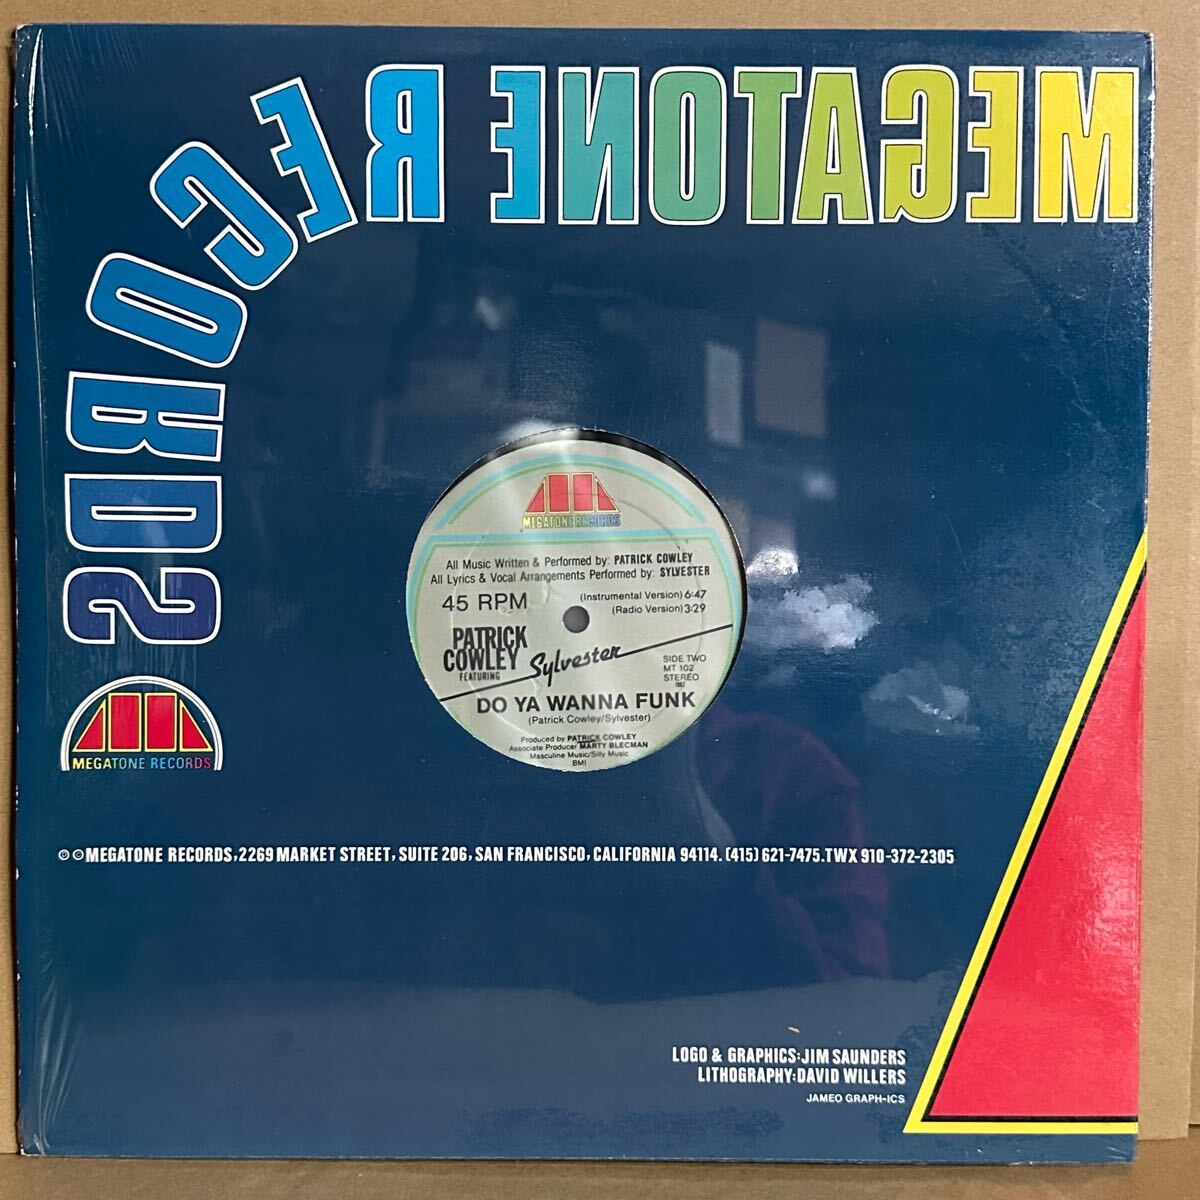 MEGATONE RECORDS
MEGATONE RECORDS
All Music Written & Performed by: PATRICK COWLEY
All Lyrics & Vocal Arrangements Performed by: SYLVESTER
45 RPM
(Instrumental Version) 6:47
(Radio Version) 3:29
PATRICK
COWLEY
FEATURING
Sylvester
SIDE TWO
MT 102
STEREO
1982
DO YA WANNA FUNK
(Patrick Cowley/Sylvester)
Produced by PATRICK COWLEY
Associate Producer MARTY BLECMAN
Masculine Music/Silly Music
BMI
MEGATONE RECORDS
℗ © MEGATONE RECORDS, 2269 MARKET STREET, SUITE 206, SAN FRANCISCO, CALIFORNIA 94114. (415) 621-7475. TWX 910-372-2305
LOGO & GRAPHICS: JIM SAUNDERS
LITHOGRAPHY: DAVID WILLERS
JAMEO GRAPH-ICS